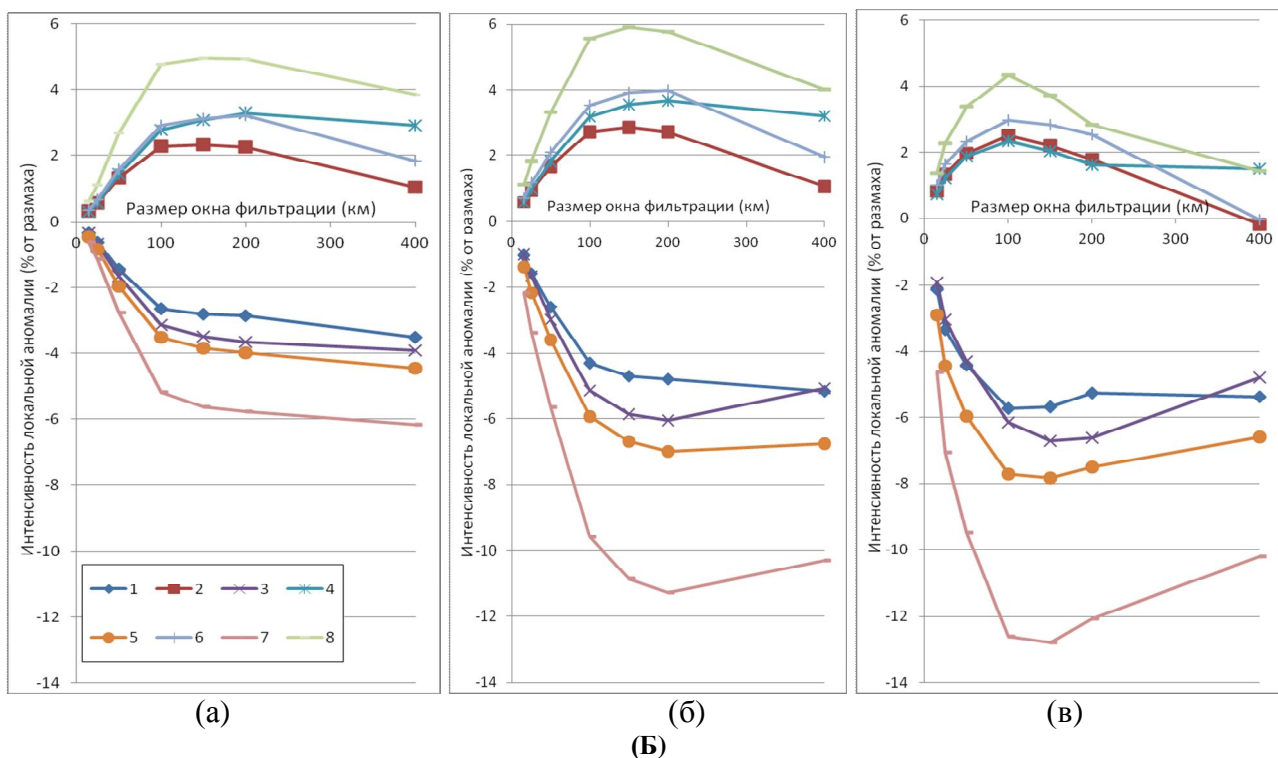 6 6 6
4 4 4
2 2 2
0 0 0
-2 -2 -2
-4 -4 -4
-6 -6 -6
-8 -8 -8
-10 -10 -10
-12 -12 -12
-14 -14 -14
Размер окна фильтрации (км)
0 100 200 300 400
Размер окна фильтрации (км)
0 100 200 300 400
Размер окна фильтрации (км)
0 100 200 300 400
Интенсивность локальной аномалии (% от размаха)
Интенсивность локальной аномалии (% от размаха)
Интенсивность локальной аномалии (% от размаха)
1 2 3 4
5 6 7 8
(а) (б) (в)
(Б)